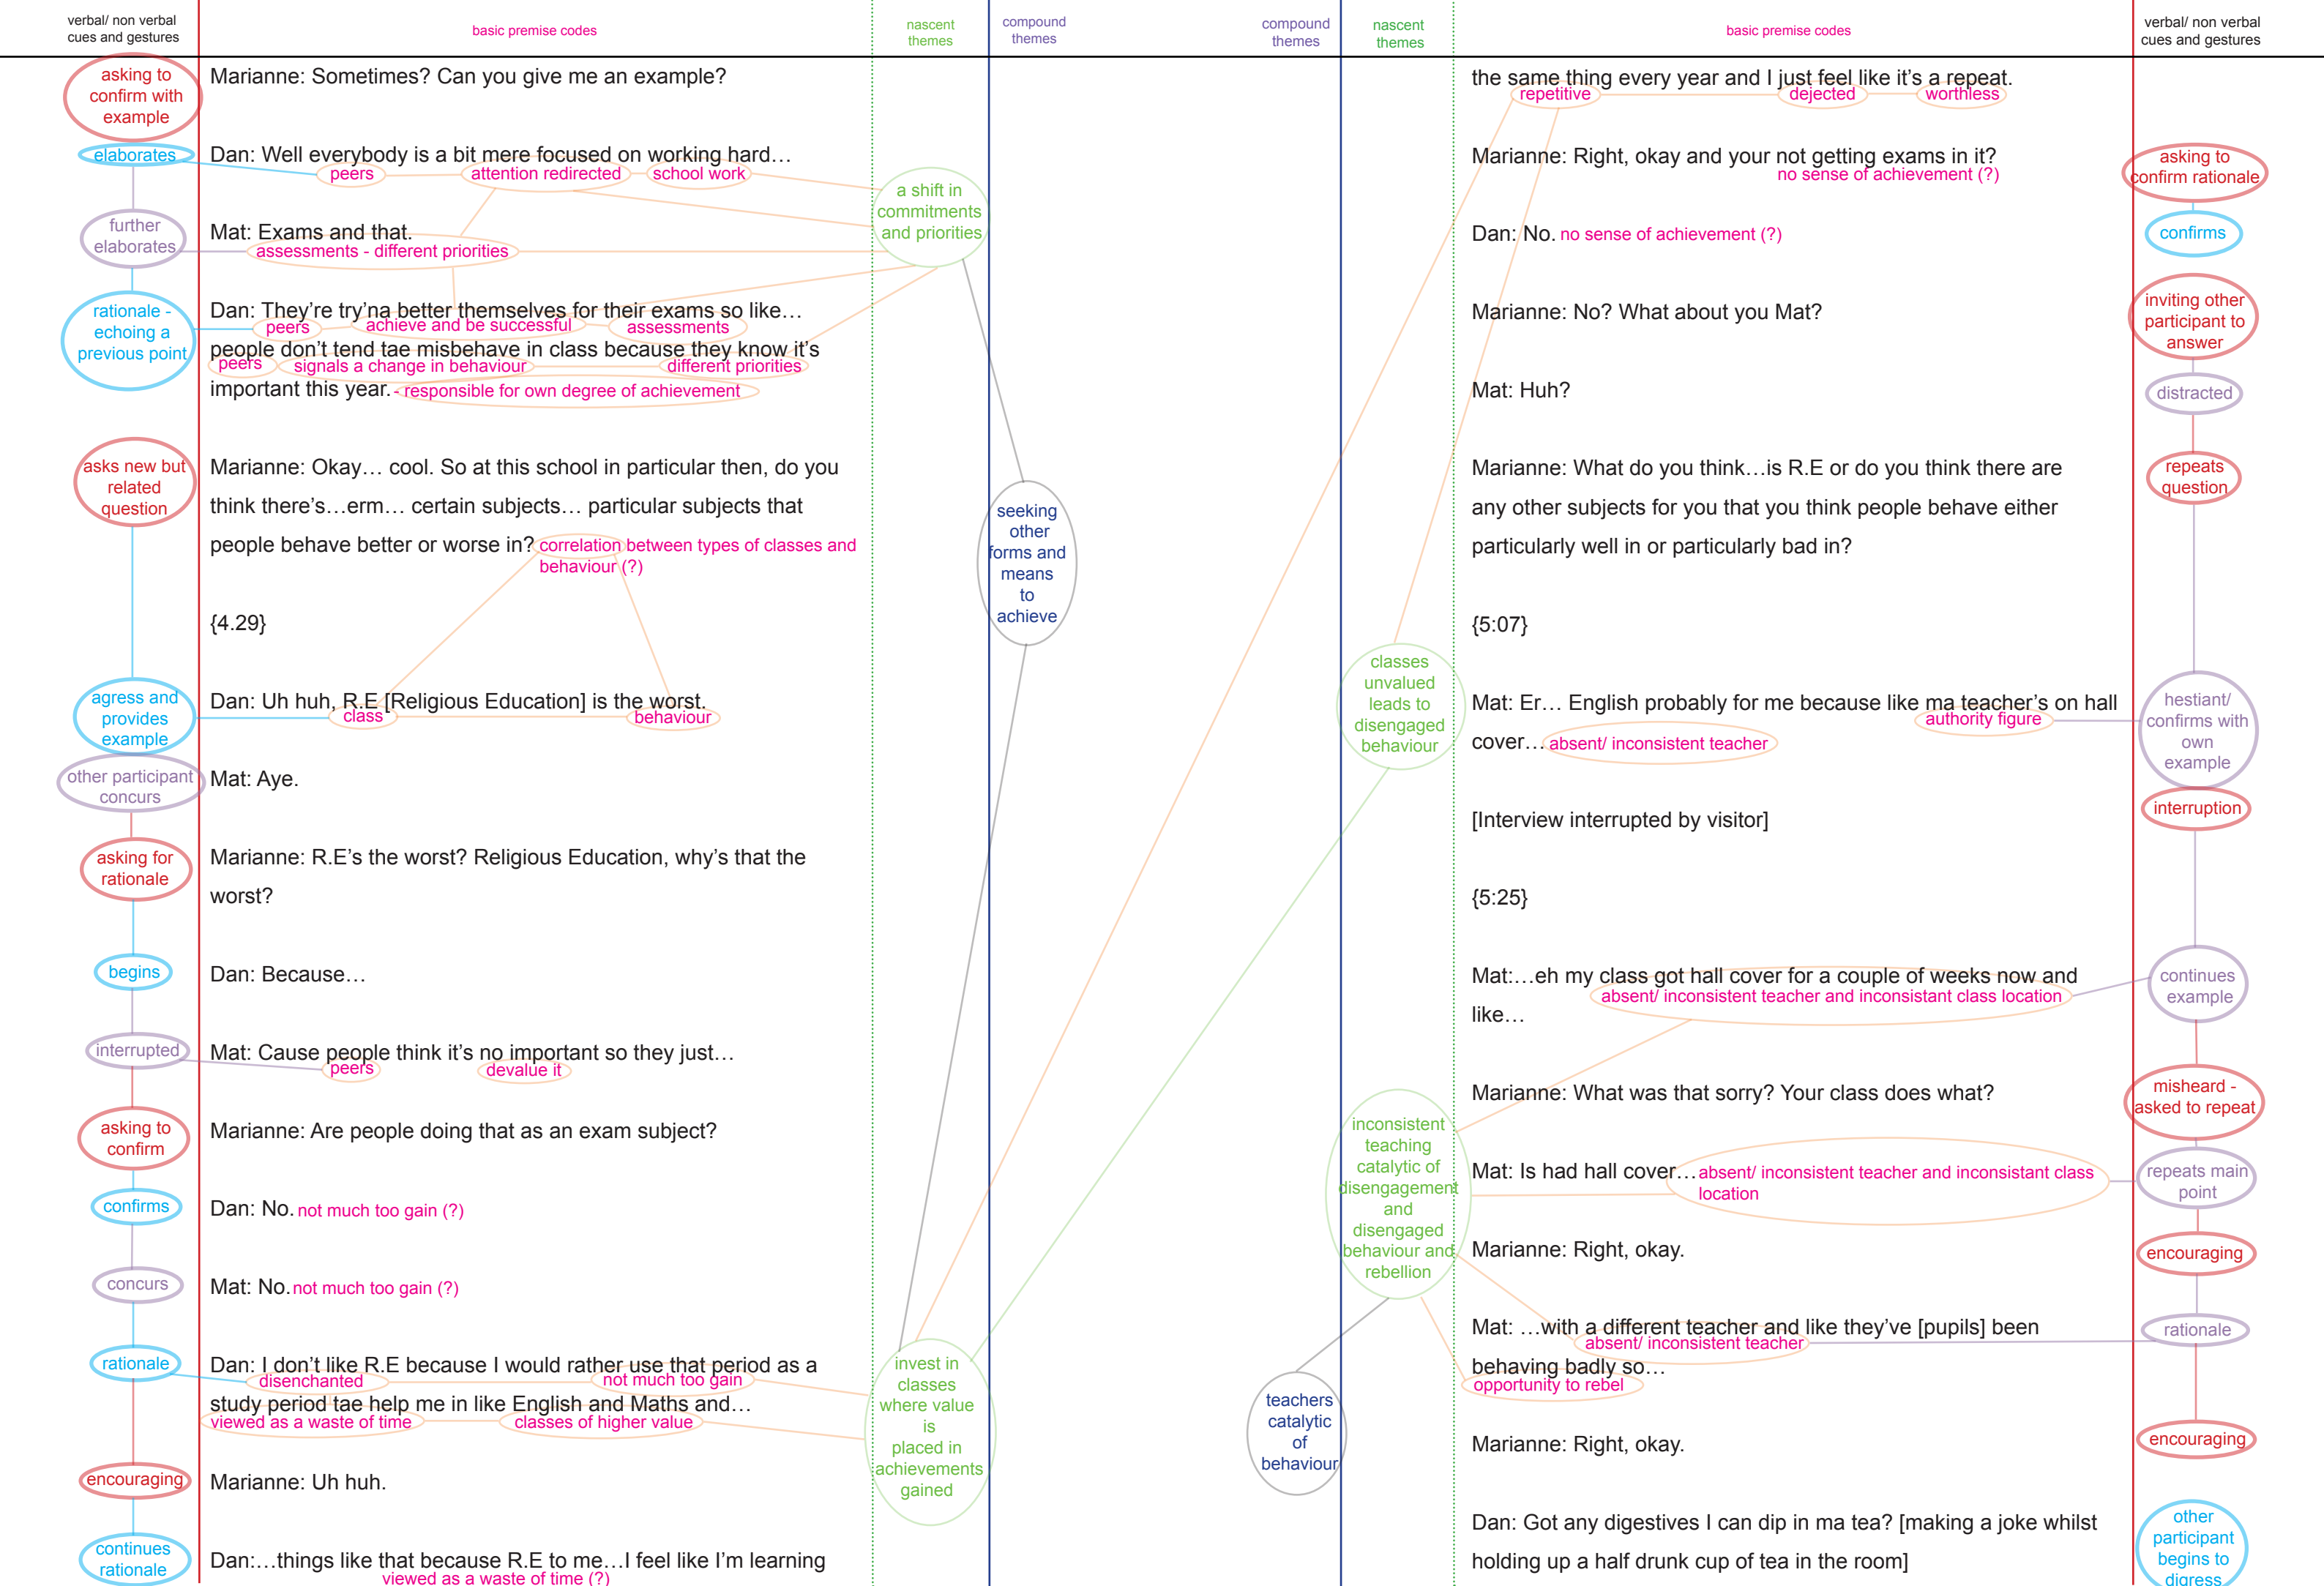 verbal/ non verbal
cues and gestures
basic premise codes
nascent
themes
compound
themes
asking to
confirm with
example
Marianne: Sometimes? Can you give me an example?
elaborates
Dan: Well everybody is a bit mere focused on working hard…
peers
attention redirected
school work
a shift in
commitments
and priorities
further
elaborates
Mat: Exams and that.
assessments - different priorities
rationale -
echoing a
previous point
Dan: They're try'na better themselves for their exams so like…
peers
achieve and be successful
assessments
people don't tend tae misbehave in class because they know it's
peers
signals a change in behaviour
different priorities
important this year.
- responsible for own degree of achievement
asks new but
related
question
Marianne: Okay… cool. So at this school in particular then, do you
think there's…erm… certain subjects… particular subjects that
people behave better or worse in?
correlation between types of classes and
behaviour (?)
seeking
other
forms and
means
to
achieve
{4.29}
agress and
provides
example
Dan: Uh huh, R.E [Religious Education] is the worst.
class
behaviour
other participant
concurs
Mat: Aye.
asking for
rationale
Marianne: R.E's the worst? Religious Education, why's that the
worst?
begins
Dan: Because…
interrupted
Mat: Cause people think it's no important so they just…
peers
devalue it
asking to
confirm
Marianne: Are people doing that as an exam subject?
confirms
Dan: No.
not much too gain (?)
concurs
Mat: No.
not much too gain (?)
rationale
Dan: I don't like R.E because I would rather use that period as a
disenchanted
not much too gain
study period tae help me in like English and Maths and…
viewed as a waste of time
classes of higher value
invest in
classes
where value
is
placed in
achievements
gained
encouraging
Marianne: Uh huh.
continues
rationale
Dan:…things like that because R.E to me…I feel like I'm learning
viewed as a waste of time (?)
compound
themes
nascent
themes
basic premise codes
verbal/ non verbal
cues and gestures
the same thing every year and I just feel like it's a repeat.
repetitive
dejected
worthless
Marianne: Right, okay and your not getting exams in it?
no sense of achievement (?)
asking to
confirm rationale
Dan: No.
no sense of achievement (?)
confirms
Marianne: No? What about you Mat?
inviting other
participant to
answer
Mat: Huh?
distracted
Marianne: What do you think…is R.E or do you think there are
any other subjects for you that you think people behave either
particularly well in or particularly bad in?
repeats
question
{5:07}
classes
unvalued
leads to
disengaged
behaviour
Mat: Er… English probably for me because like ma teacher's on hall
authority figure
cover…
absent/ inconsistent teacher
hestiant/
confirms with
own
example
[Interview interrupted by visitor]
interruption
{5:25}
Mat:…eh my class got hall cover for a couple of weeks now and
absent/ inconsistent teacher and inconsistant class location
like…
continues
example
Marianne: What was that sorry? Your class does what?
misheard -
asked to repeat
inconsistent
teaching
catalytic of
disengagement
and
disengaged
behaviour and
rebellion
Mat: Is had hall cover…
absent/ inconsistent teacher and inconsistant class
location
repeats main
point
Marianne: Right, okay.
encouraging
Mat: …with a different teacher and like they've [pupils] been
absent/ inconsistent teacher
behaving badly so…
opportunity to rebel
rationale
teachers
catalytic
of
behaviour
Marianne: Right, okay.
encouraging
Dan: Got any digestives I can dip in ma tea? [making a joke whilst
holding up a half drunk cup of tea in the room]
other
participant
begins to
digress